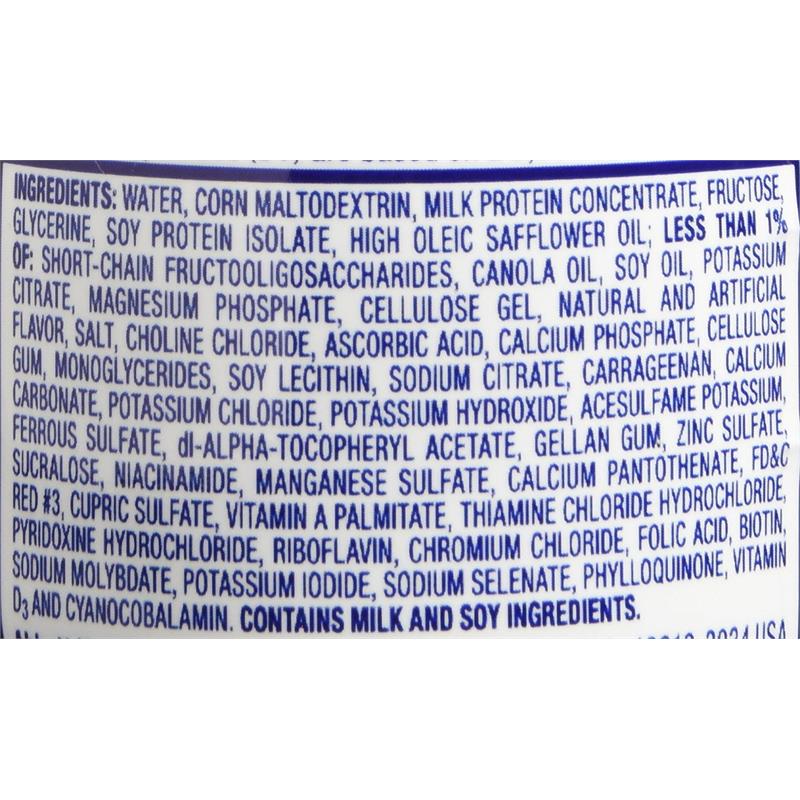 INGREDIENTS: WATER, CORN MALTODEXTRIN, MILK PROTEIN CONCENTRATE, FRUCTOSE,
GLYCERINE, SOY PROTEIN ISOLATE, HIGH OLEIC SAFFLOWER OIL; LESS THAN 1%
OF: SHORT-CHAIN FRUCTOOLIGOSACCHARIDES, CANOLA OIL, SOY OIL, POTASSIUM
CITRATE, MAGNESIUM PHOSPHATE, CELLULOSE GEL, NATURAL AND ARTIFICIAL
FLAVOR, SALT, CHOLINE CHLORIDE, ASCORBIC ACID, CALCIUM PHOSPHATE, CELLULOSE
GUM, MONOGLYCERIDES, SOY LECITHIN, SODIUM CITRATE, CARRAGEENAN, CALCIUM
CARBONATE, POTASSIUM CHLORIDE, POTASSIUM HYDROXIDE, ACESULFAME POTASSIUM,
FERROUS SULFATE, dl-ALPHA-TOCOPHERYL ACETATE, GELLAN GUM, ZINC SULFATE,
SUCRALOSE, NIACINAMIDE, MANGANESE SULFATE, CALCIUM PANTOTHENATE, FD&C
RED #3, CUPRIC SULFATE, VITAMIN A PALMITATE, THIAMINE CHLORIDE HYDROCHLORIDE,
PYRIDOXINE HYDROCHLORIDE, RIBOFLAVIN, CHROMIUM CHLORIDE, FOLIC ACID, BIOTIN,
SODIUM MOLYBDATE, POTASSIUM IODIDE, SODIUM SELENATE, PHYLLOQUINONE, VITAMIN
D3 AND CYANOCOBALAMIN. CONTAINS MILK AND SOY INGREDIENTS.
USA